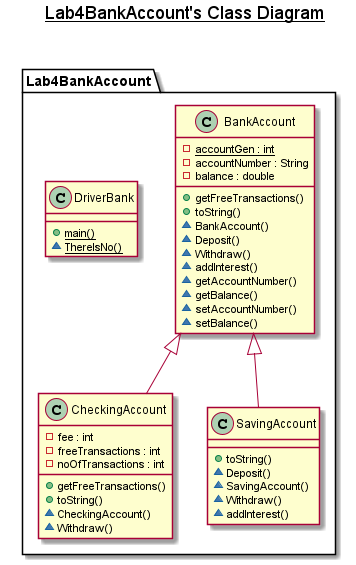 Lab4BankAccount's Class Diagram
Lab4BankAccount
C BankAccount
accountGen : int
accountNumber : String
balance : double
getFreeTransactions()
toString()
BankAccount()
Deposit()
Withdraw()
addInterest()
getAccountNumber()
getBalance()
setAccountNumber()
setBalance()
C DriverBank
main()
ThereIsNo()
C CheckingAccount
fee : int
freeTransactions : int
noOfTransactions : int
getFreeTransactions()
toString()
CheckingAccount()
Withdraw()
C SavingAccount
toString()
Deposit()
SavingAccount()
Withdraw()
addInterest()